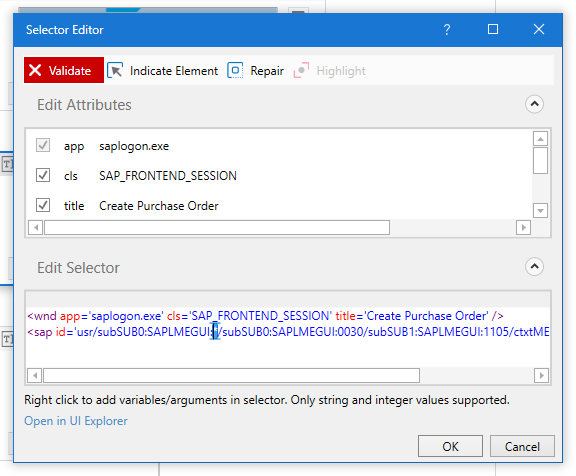 Selector Editor
?
Validate
Indicate Element
Repair
Highlight
Edit Attributes
app saplogon.exe
cls SAP_FRONTEND_SESSION
title Create Purchase Order
Edit Selector
<wnd app='saplogon.exe' cls='SAP_FRONTEND_SESSION' title='Create Purchase Order' />
<sap id='usr/subSUB0:SAPLMEGUI:/subSUB0:SAPLMEGUI:0030/subSUB1:SAPLMEGUI:1105/ctxtME
Right click to add variables/arguments in selector. Only string and integer values supported.
Open in UI Explorer
OK
Cancel